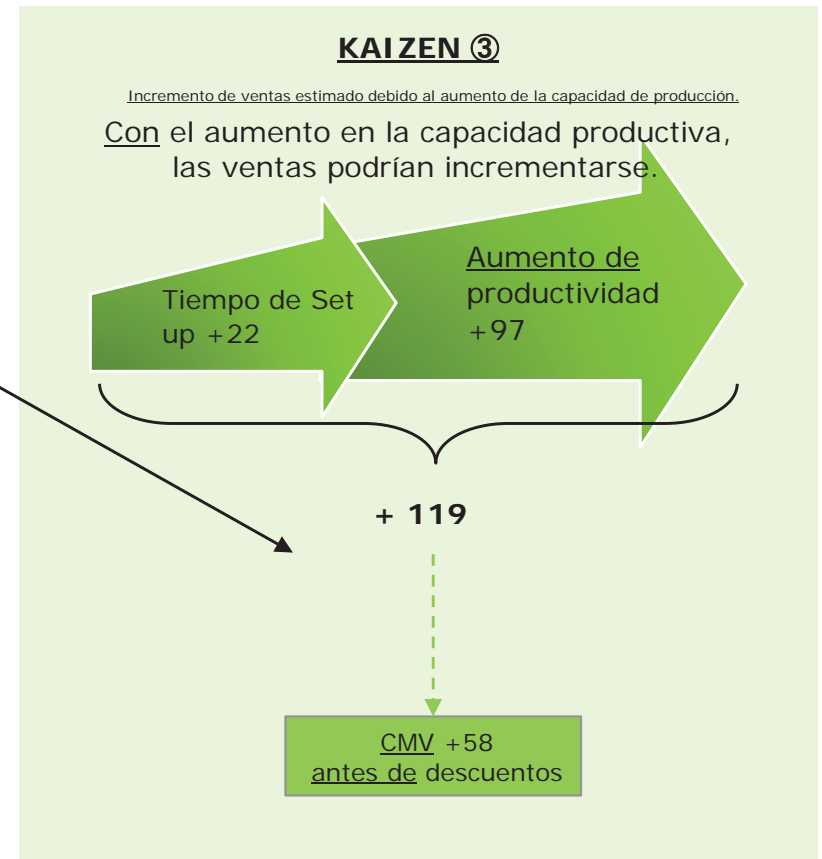 KAIZEN ③
Incremento de ventas estimado debido al aumento de la capacidad de producción.
Con el aumento en la capacidad productiva,
las ventas podrían incrementarse.
Tiempo de Set
up +22
Aumento de
productividad
+97
+ 119
CMV +58
antes de descuentos